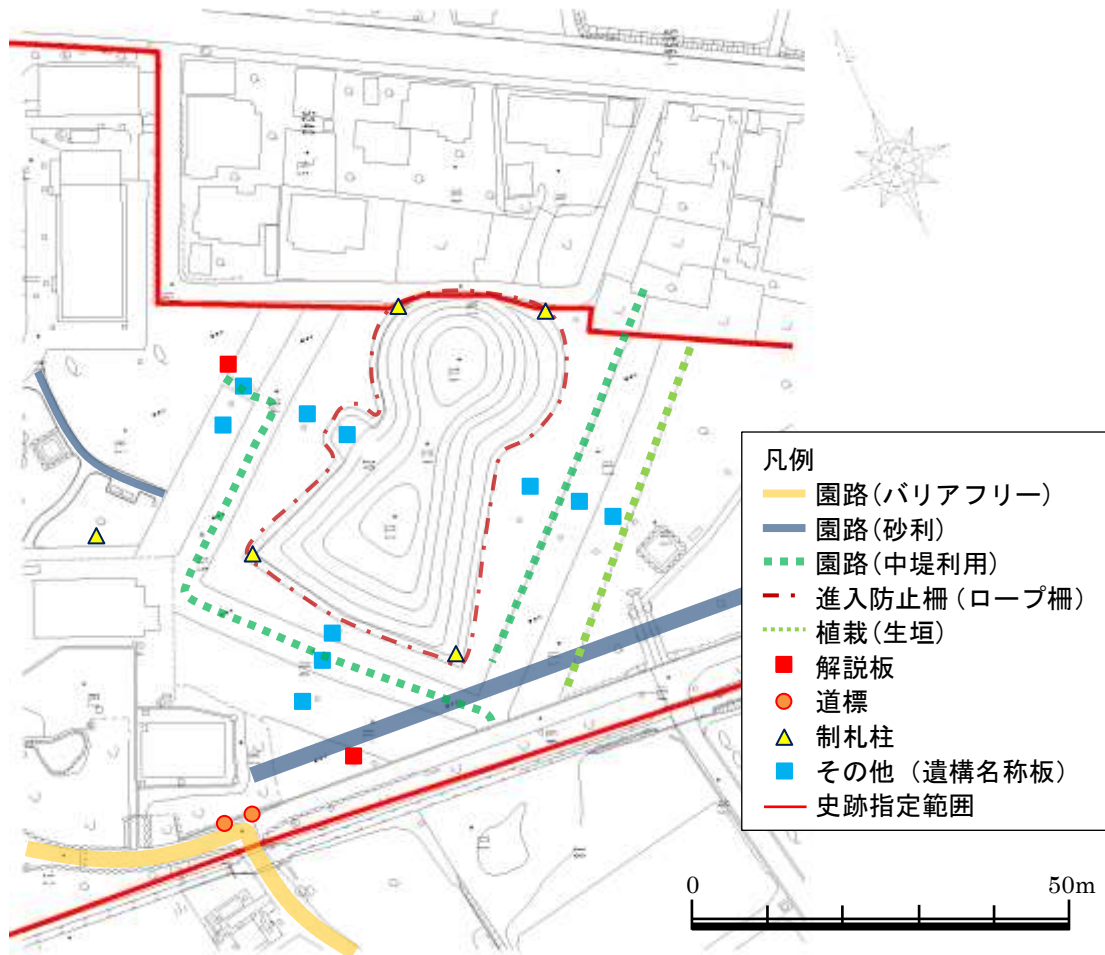 凡例
園路(バリアフリー)
園路(砂利)
園路(中堤利用)
進入防止柵(ロープ柵)
植栽(生垣)
解説板
道標
制札柱
その他（遺構名称板）
史跡指定範囲
0 50m